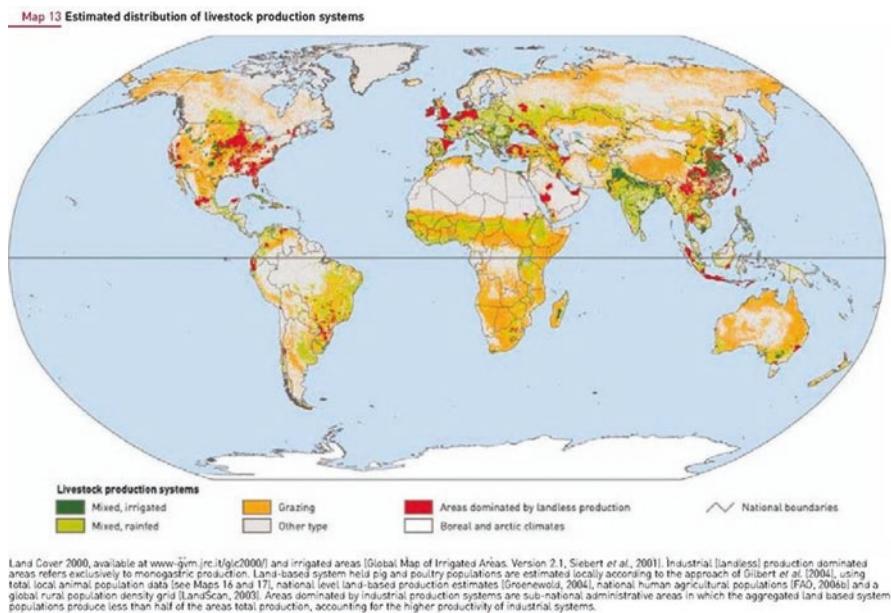 Map 13 Estimated distribution of livestock production systems
Livestock production systems
Mixed, irrigated
Mixed, rainfed
Grazing
Other type
Areas dominated by landless production
Boreal and arctic climates
National boundaries
Land Cover 2000, available at www-gvm.jrc.it/glc2000/) and irrigated areas (Global Map of Irrigated Areas. Version 2.1, Siebert et al., 2001). Industrial (landless) production dominated
areas refers exclusively to monogastric production. Land-based system held pig and poultry populations are estimated locally according to the approach of Gilbert et al. (2004), using
total local animal population data (see Maps 16 and 17), national level land-based production estimates (Groenewold, 2004), national human agricultural populations (FAO, 2006b) and a
global rural population density grid (LandScan, 2003). Areas dominated by industrial production systems are sub-national administrative areas in which the aggregated land based system
populations produce less than half of the areas total production, accounting for the higher productivity of industrial systems.